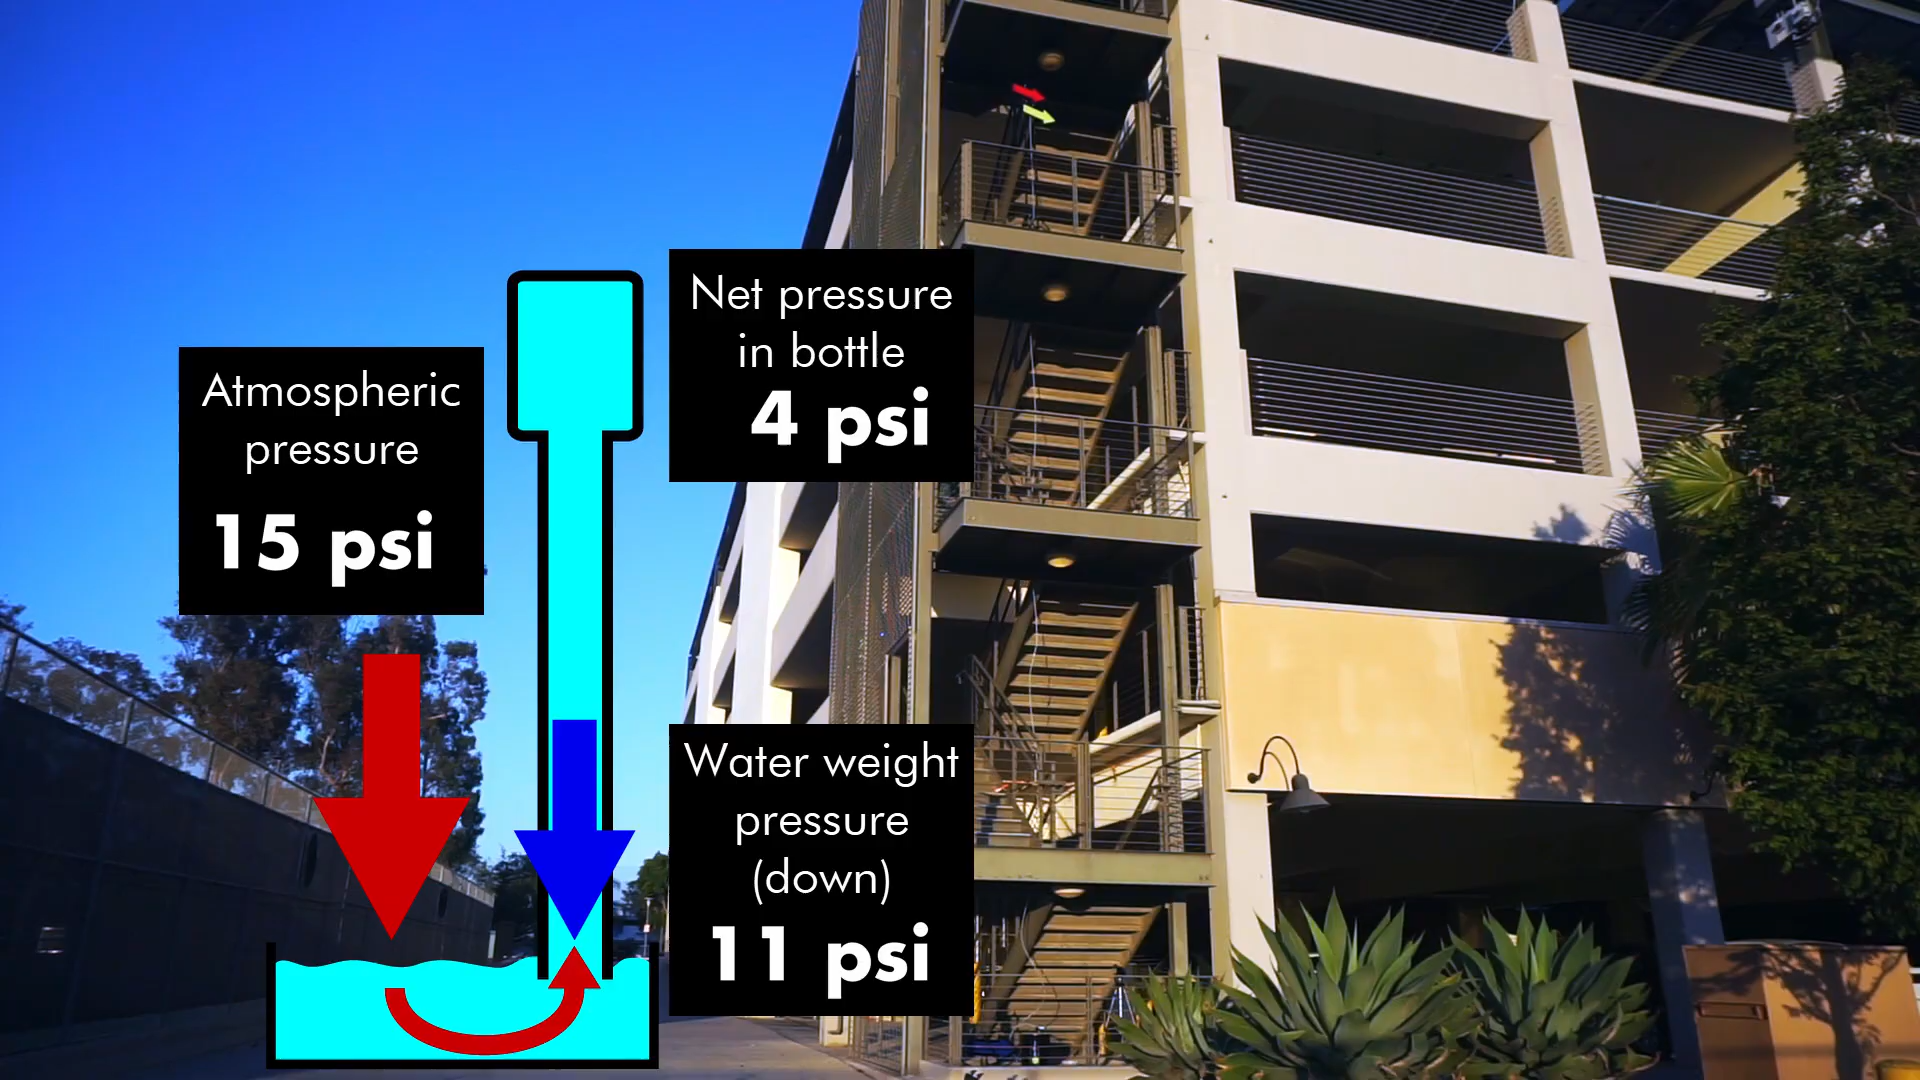 Net pressure
in bottle
4 psi
Atmospheric
pressure
15 psi
Water weight
pressure
(down)
11 psi